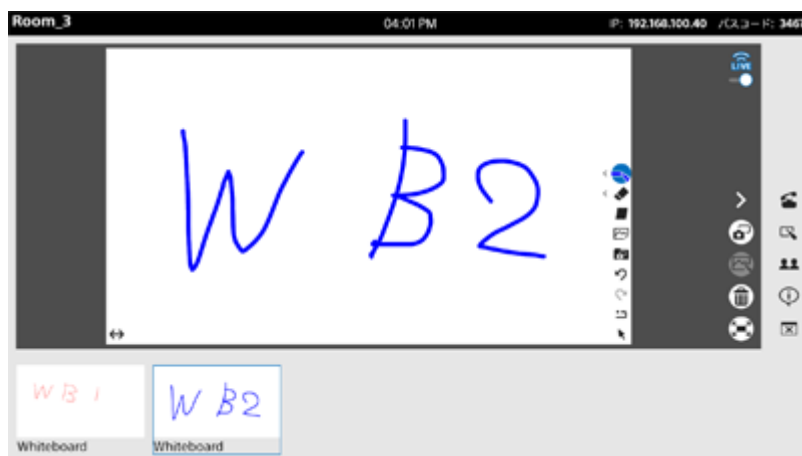 Room_3 04:01 PM IP: 192.168.100.40 パスコード: 3467
LIVE
W B2
W B 1 W B2
Whiteboard Whiteboard